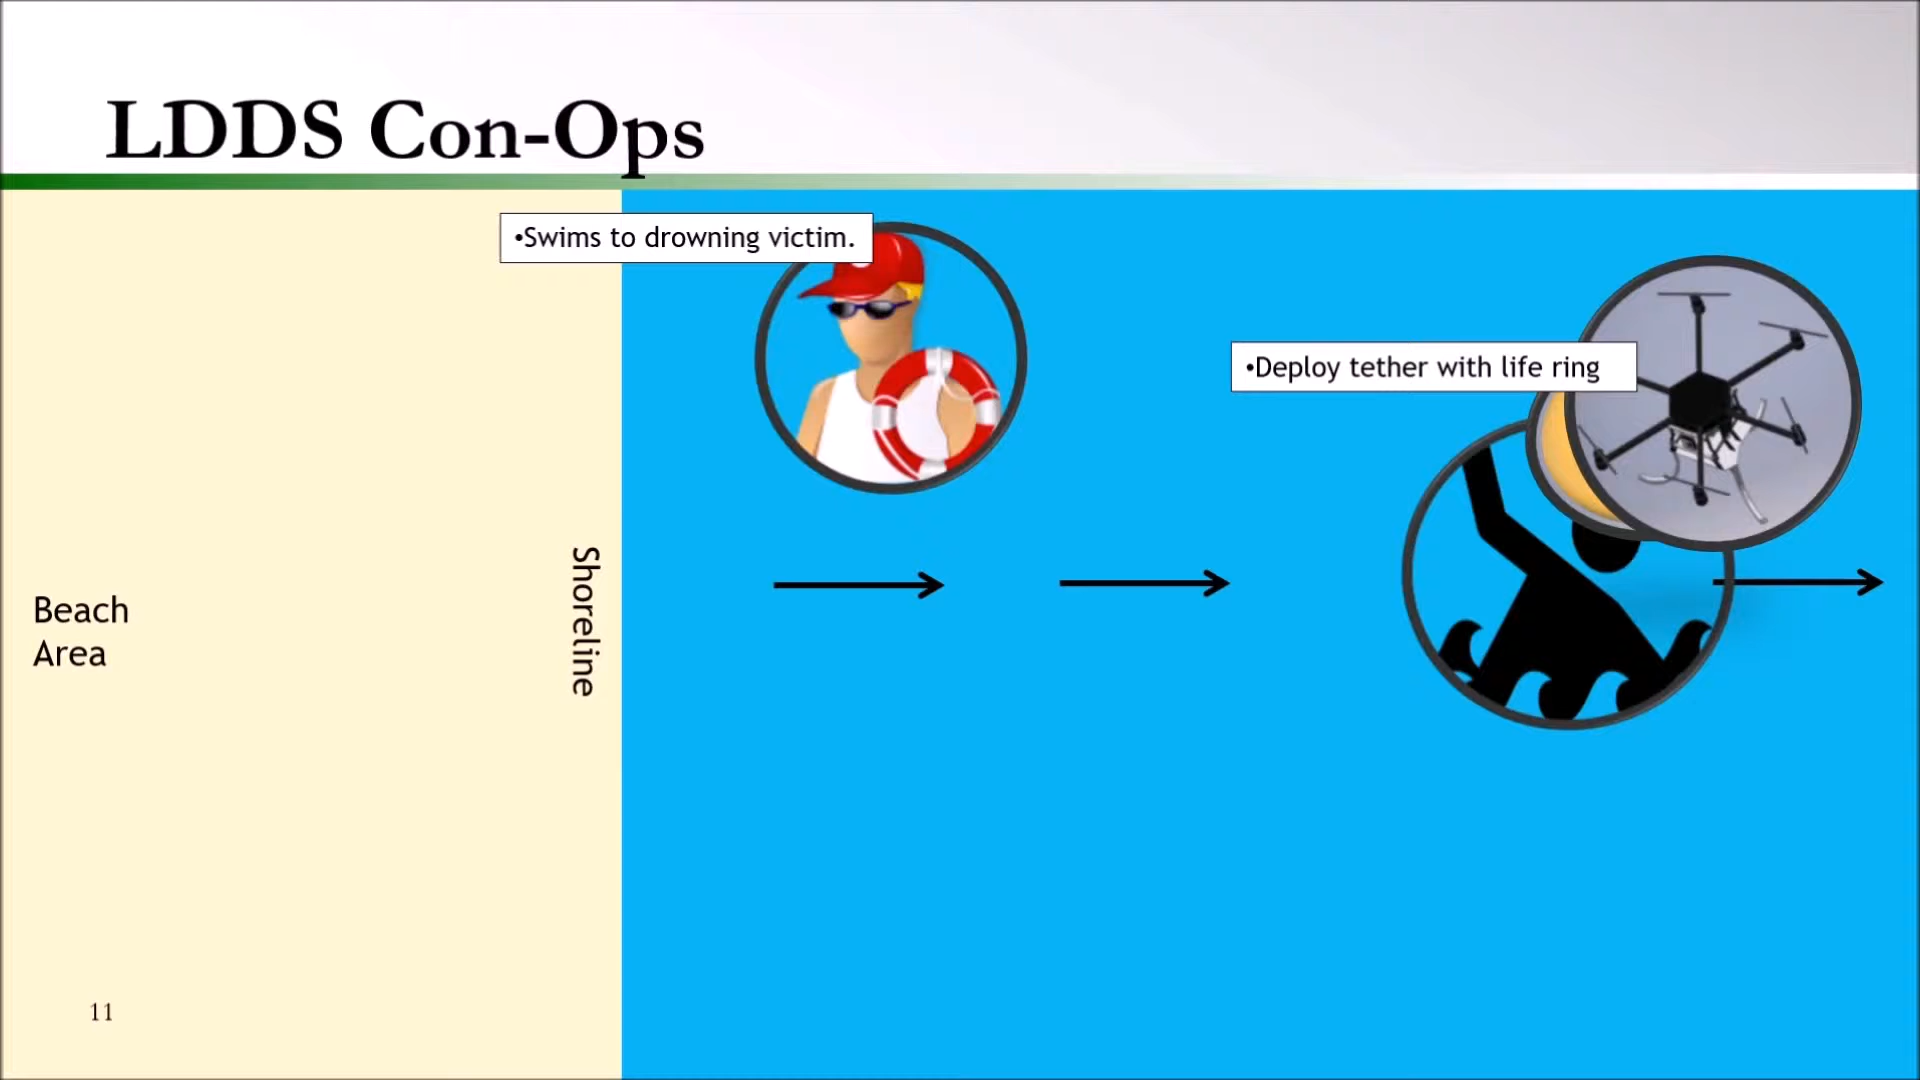 LDDS Con-Ops
•Swims to drowning victim.
•Deploy tether with life ring
Shoreline
Beach
Area
11